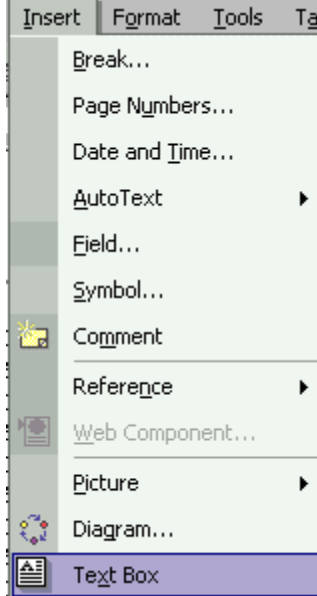 Insert Format Tools Ta
Break...
Page Numbers...
Date and Time...
AutoText
Field...
Symbol...
Comment
Reference
Web Component...
Picture
Diagram...
Text Box